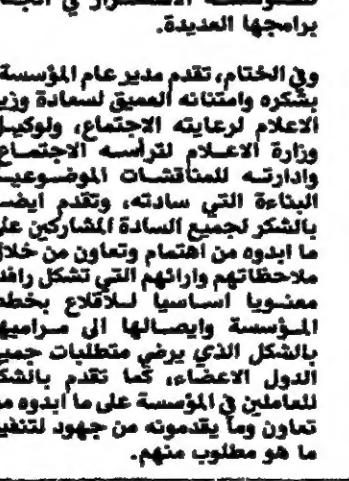 برامجها العديدة.
وفي الختام، تقدم مدير عام المؤسسة
بشكره وامتنانه العميق لسعادة وزير
الاعلام لرعايته الاجتماع، ولوكيل
وزارة الاعلام لترأسه الاجتماع
وادارته للمناقشات الموضوعية
البناءة التي سادته، وتقدم ايضا
بالشكر لجميع السادة المشاركين على
ما ابدوه من اهتمام وتعاون من خلال
ملاحظاتهم وارائهم التي تشكل رافدا
معنويا اساسيا للاقلاع بخطط
المؤسسة وايصالها الى مراميها
بالشكل الذي يرضي متطلبات جميع
الدول الاعضاء، كما تقدم بالشكر
للعاملين في المؤسسة على ما ابدوه من
تعاون وما يقدمونه من جهود لتنفيذ
ما هو مطلوب منهم.